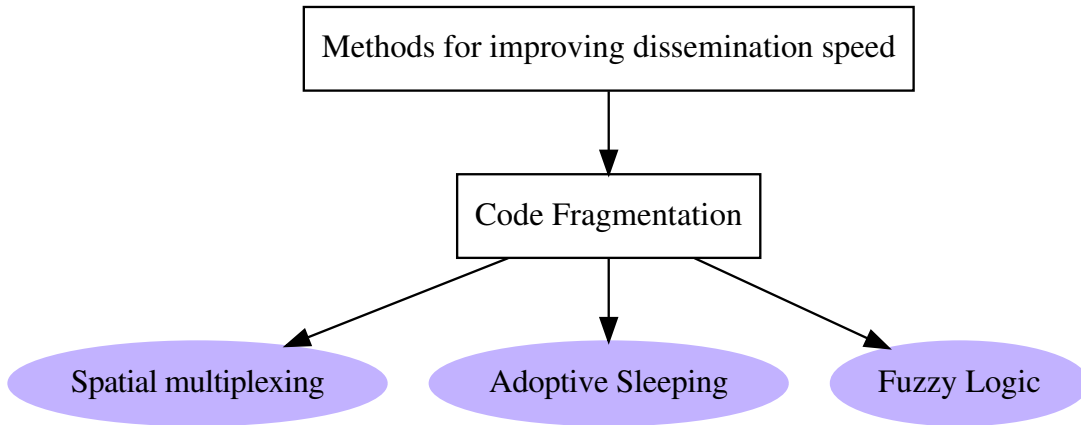 Methods for improving dissemination speed
Code Fragmentation
Spatial multiplexing
Adoptive Sleeping
Fuzzy Logic